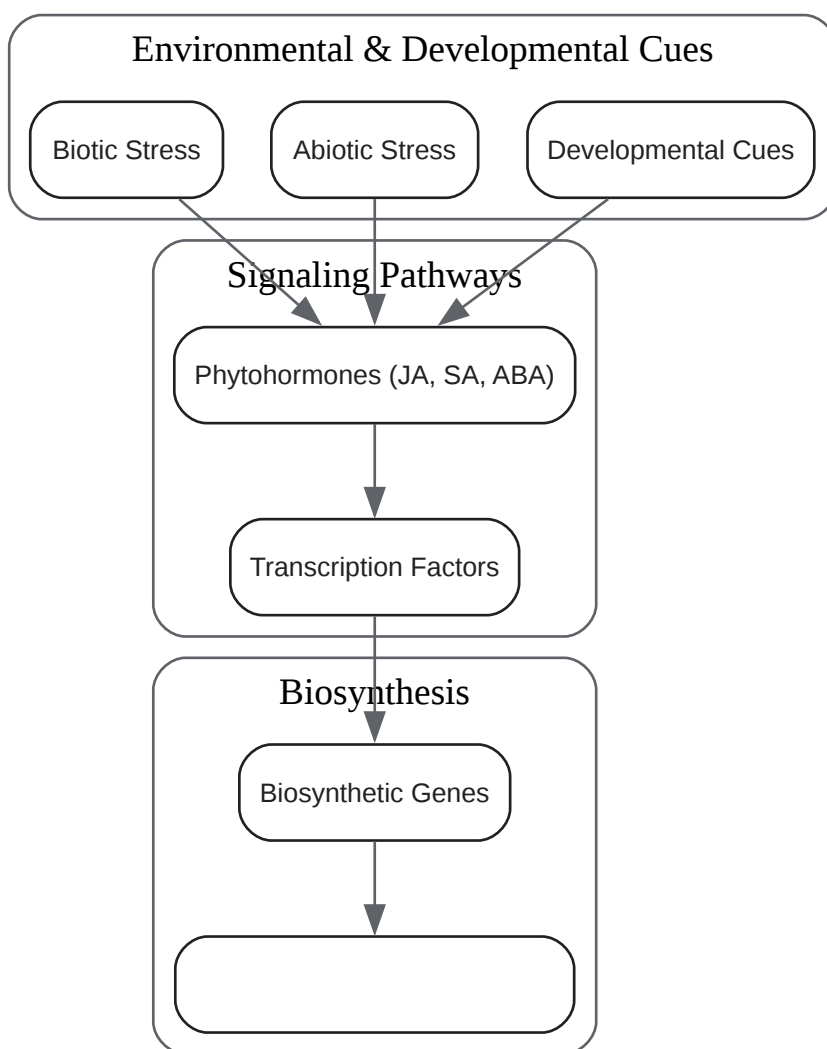 Environmental & Developmental Cues
Biotic Stress
Abiotic Stress
Developmental Cues
Signaling Pathways
Phytohormones (JA, SA, ABA)
Transcription Factors
Biosynthesis
Biosynthetic Genes